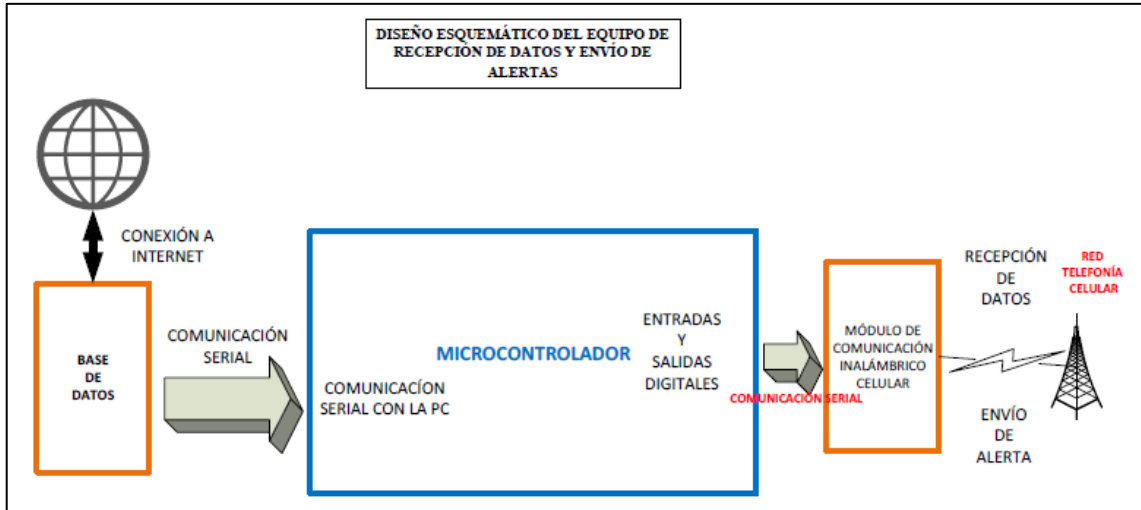 DISEÑO ESQUEMÁTICO DEL EQUIPO DE
RECEPCIÓN DE DATOS Y ENVÍO DE
ALERTAS
CONEXIÓN A
INTERNET
BASE
DE
DATOS
COMUNICACIÓN
SERIAL
COMUNICACÍON
SERIAL CON LA PC
MICROCONTROLADOR
ENTRADAS
Y
SALIDAS
DIGITALES
COMUNICACIÓN SERIAL
MÓDULO DE
COMUNICACIÓN
INALÁMBRICO
CELULAR
RECEPCIÓN
DE
DATOS
RED
TELEFONÍA
CELULAR
ENVÍO
DE
ALERTA